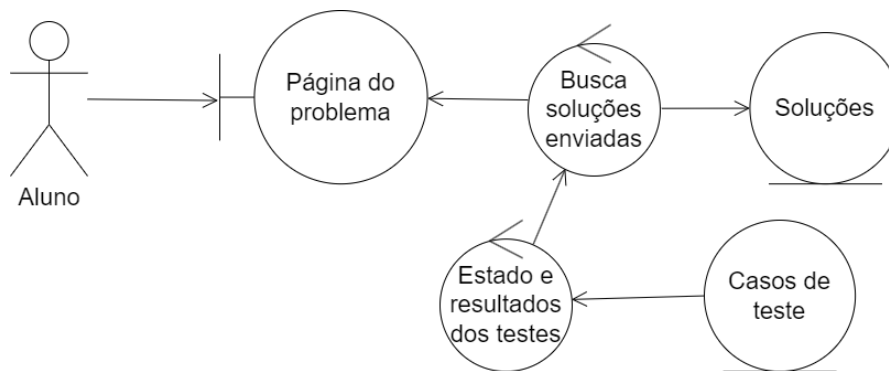 Página do
problema
Busca
soluções
enviadas
Soluções
Aluno
Estado e
resultados
dos testes
Casos de
teste